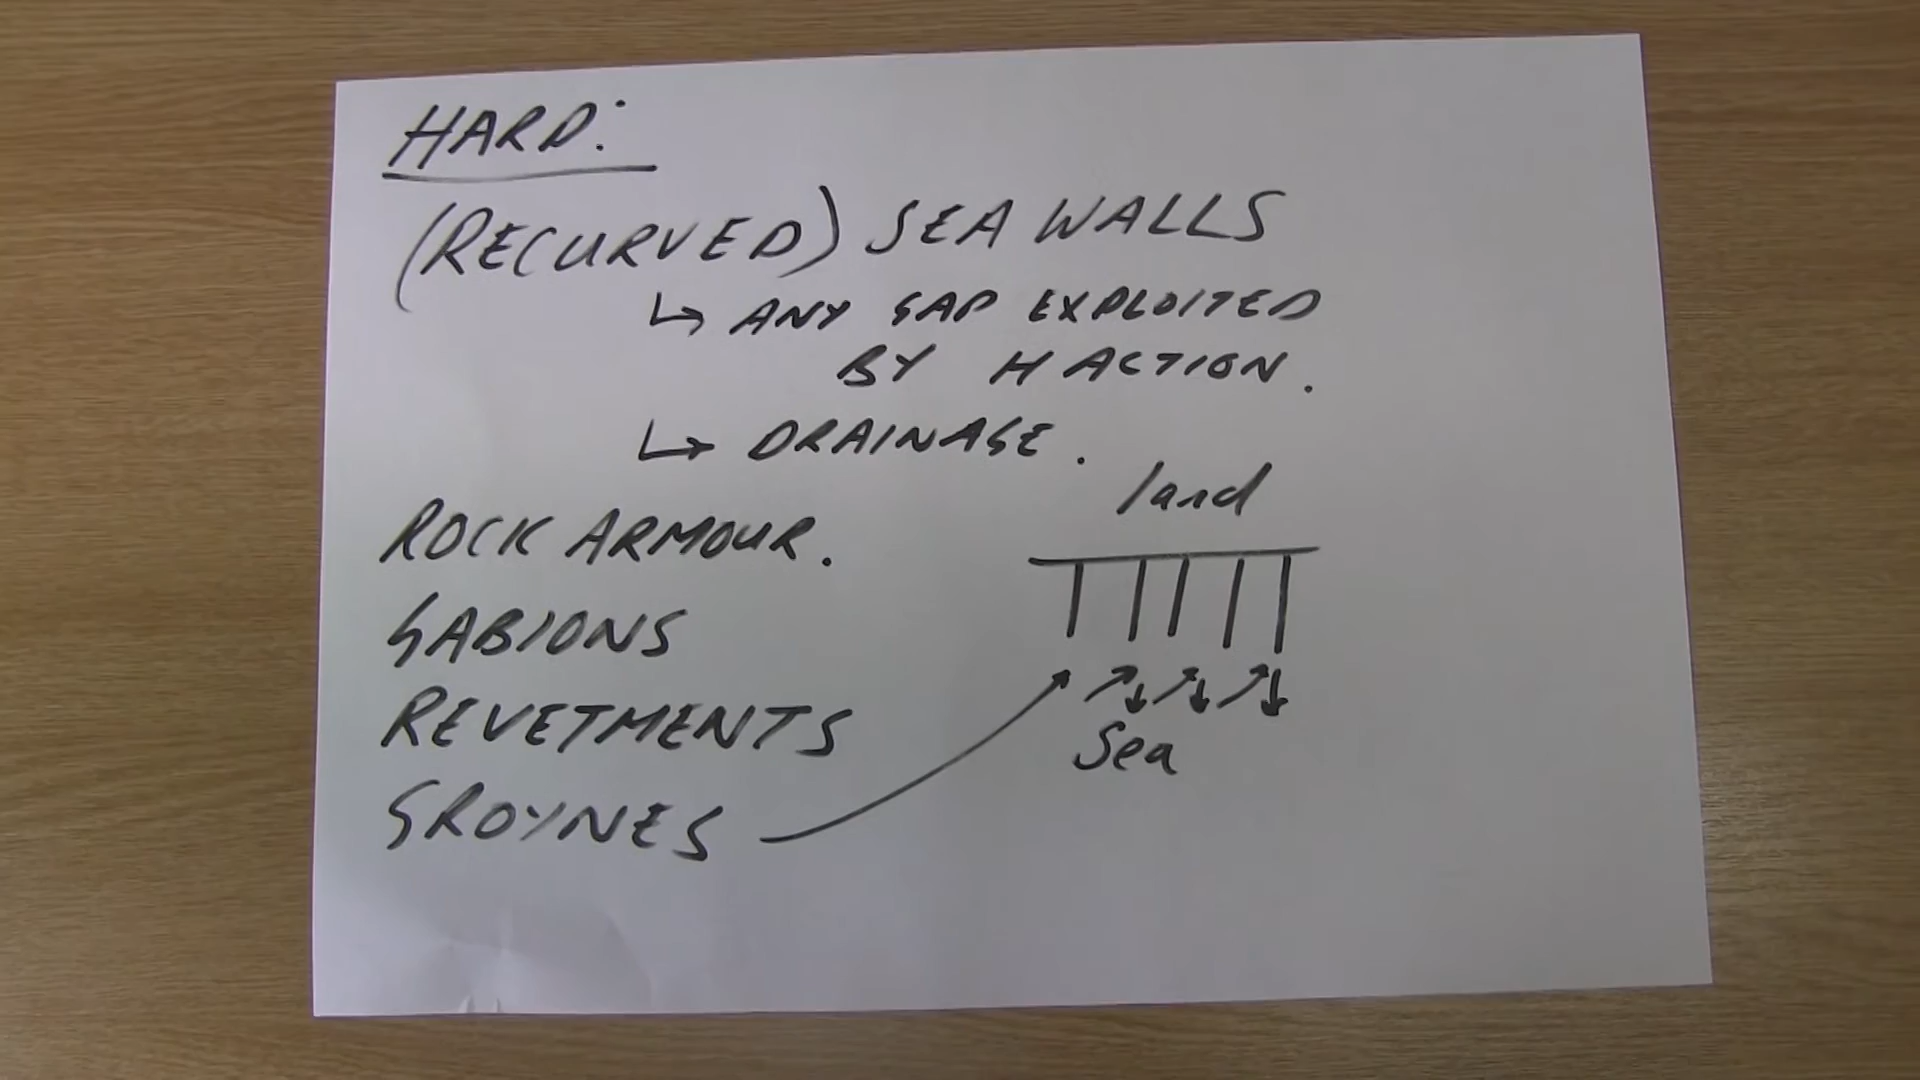 HARD:
(RECURVED) SEA WALLS
↳ ANY GAP EXPLOITED
BY H ACTION.
↳ DRAINAGE.
land
ROCK ARMOUR.
GABIONS
REVETMENTS
Sea
GROYNES